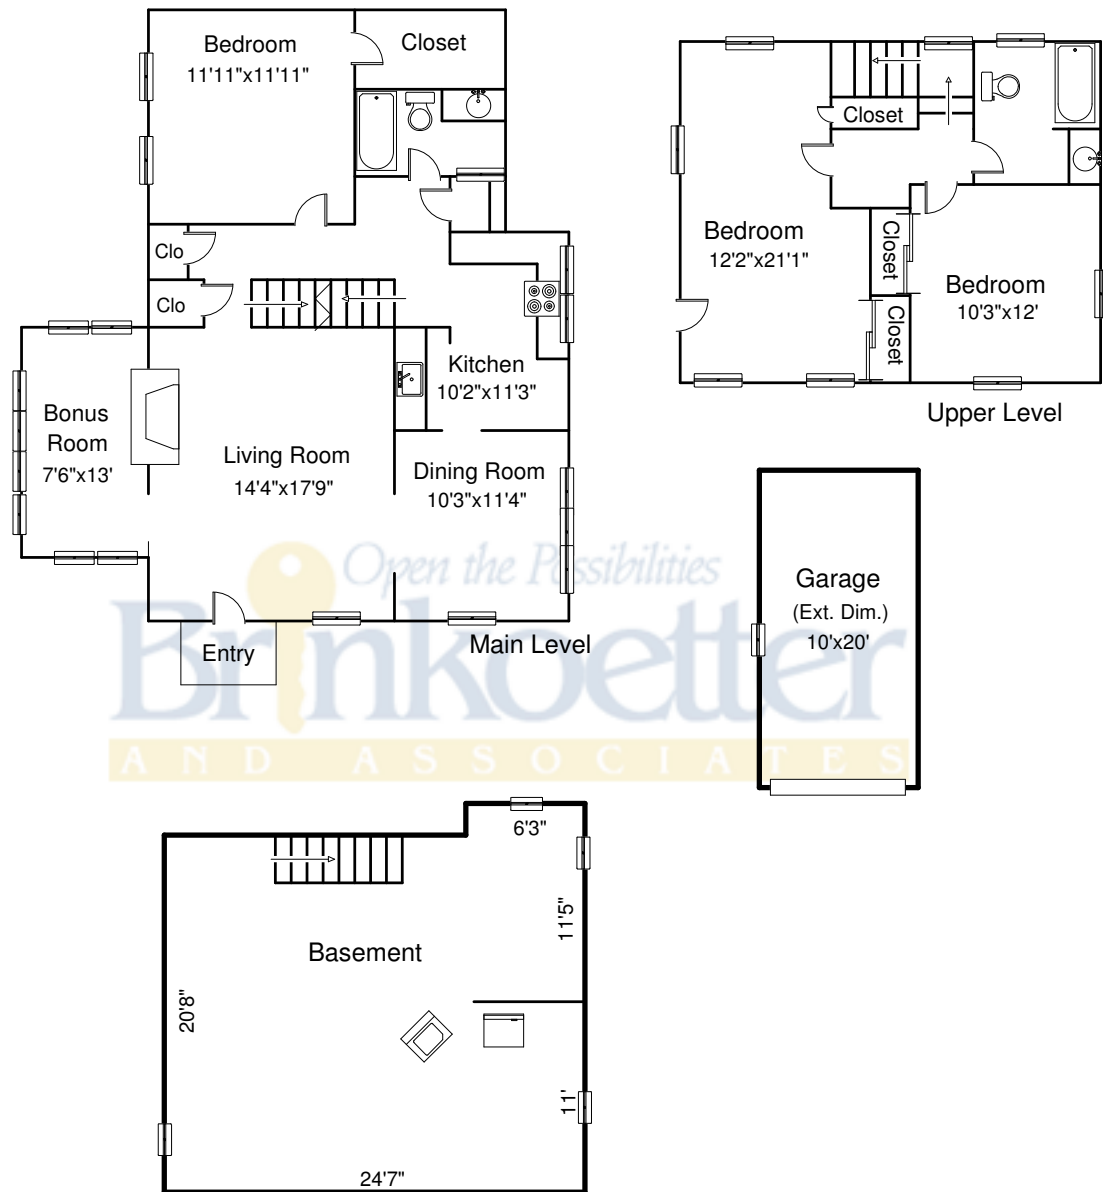 Bedroom
11'11"x11'11"
Closet
Clo
Clo
Kitchen
10'2"x11'3"
Bonus
Room
7'6"x13'
Living Room
14'4"x17'9"
Dining Room
10'3"x11'4"
Entry
Main Level
Closet
Bedroom
12'2"x21'1"
Closet
Closet
Bedroom
10'3"x12'
Upper Level
Garage
(Ext. Dim.)
10'x20'
Open the Possibilities
Brinkoetter
AND ASSOCIATES
6'3"
11'5"
Basement
20'8"
11'
24'7"